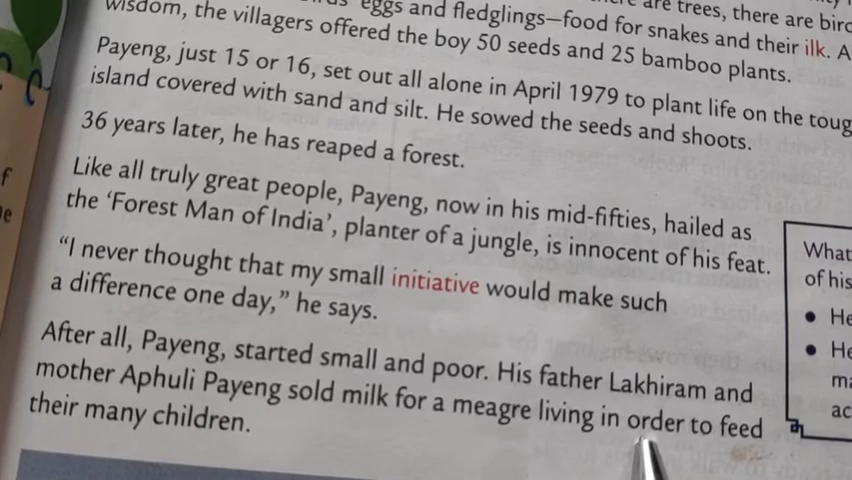 are trees, there are
eggs and fledglings—food for snakes and their ilk. A
wisdom, the villagers offered the boy 50 seeds and 25 bamboo plants.
Payeng, just 15 or 16, set out all alone in April 1979 to plant life on the
island covered with sand and silt. He sowed the seeds and shoots.
36 years later, he has reaped a forest.
Like all truly great people, Payeng, now in his mid-fifties, hailed as
the ‘Forest Man of India’, planter of a jungle, is innocent of his feat.
“I never thought that my small initiative would make such
a difference one day,” he says.
After all, Payeng, started small and poor. His father Lakhiram and
mother Aphuli Payeng sold milk for a meagre living in order to feed
their many children.
What
of his
• He
• He